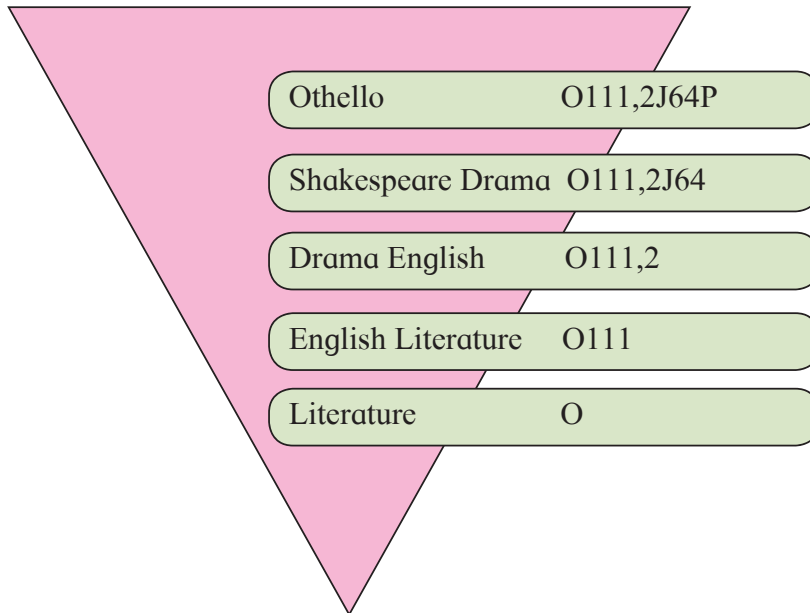 Othello O111,2J64P
Shakespeare Drama O111,2J64
Drama English O111,2
English Literature O111
Literature O